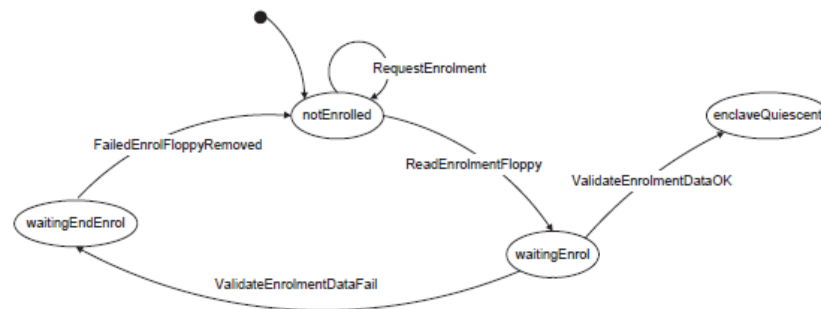 RequestEnrolment
notEnrolled
enclaveQuiescent
FailedEnrolFloppyRemoved
ReadEnrolmentFloppy
ValidateEnrolmentDataOK
waitingEndEnrol
waitingEnrol
ValidateEnrolmentDataFail